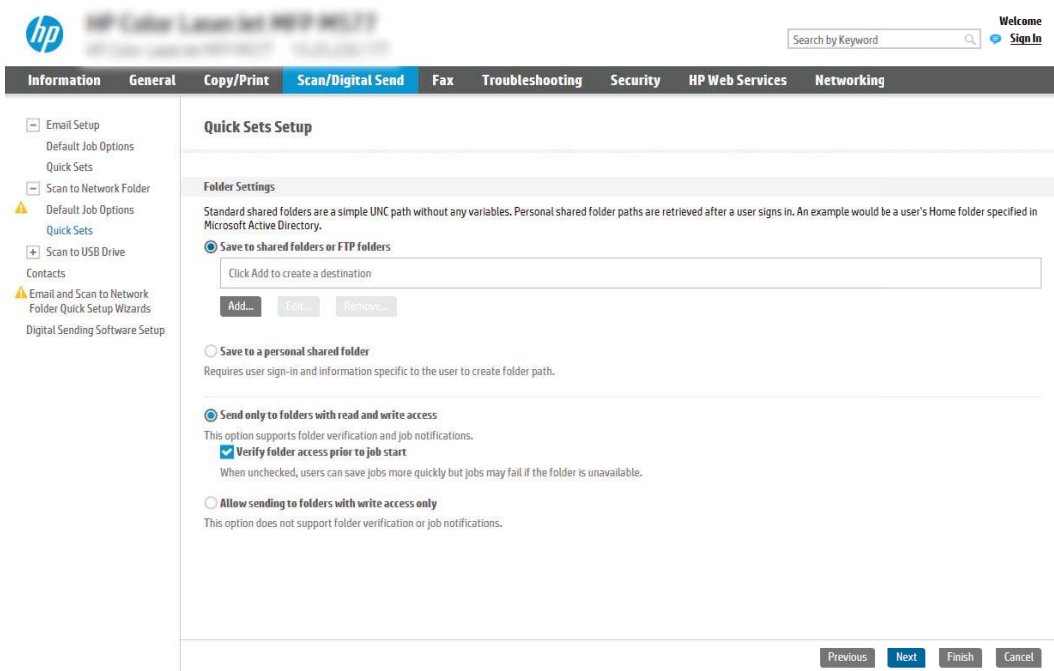 hp
Welcome
Search by Keyword
Sign In
Information General Copy/Print Scan/Digital Send Fax Troubleshooting Security HP Web Services Networking
Email Setup
Default Job Options
Quick Sets
Scan to Network Folder
Default Job Options
Quick Sets
Scan to USB Drive
Contacts
Email and Scan to Network
Folder Quick Setup Wizards
Digital Sending Software Setup
Quick Sets Setup
Folder Settings
Standard shared folders are a simple UNC path without any variables. Personal shared folder paths are retrieved after a user signs in. An example would be a user's Home folder specified in
Microsoft Active Directory.
Save to shared folders or FTP folders
Click Add to create a destination
Add... Edit... Remove...
Save to a personal shared folder
Requires user sign-in and information specific to the user to create folder path.
Send only to folders with read and write access
This option supports folder verification and job notifications.
Verify folder access prior to job start
When unchecked, users can save jobs more quickly but jobs may fail if the folder is unavailable.
Allow sending to folders with write access only
This option does not support folder verification or job notifications.
Previous Next Finish Cancel